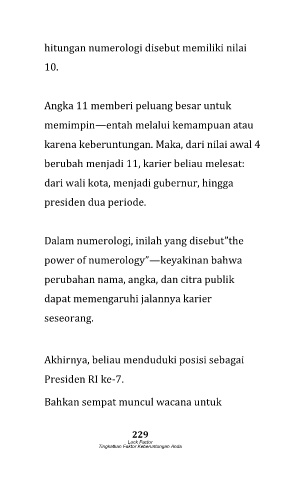 hitungan numerologi disebut memiliki nilai
10.
Angka 11 memberi peluang besar untuk
memimpin—entah melalui kemampuan atau
karena keberuntungan. Maka, dari nilai awal 4
berubah menjadi 11, karier beliau melesat:
dari wali kota, menjadi gubernur, hingga
presiden dua periode.
Dalam numerologi, inilah yang disebut"the
power of numerology"—keyakinan bahwa
perubahan nama, angka, dan citra publik
dapat memengaruhi jalannya karier
seseorang.
Akhirnya, beliau menduduki posisi sebagai
Presiden RI ke-7.
Bahkan sempat muncul wacana untuk
229
Luck Factor
Tingkatkan Faktor Keberuntungan Anda